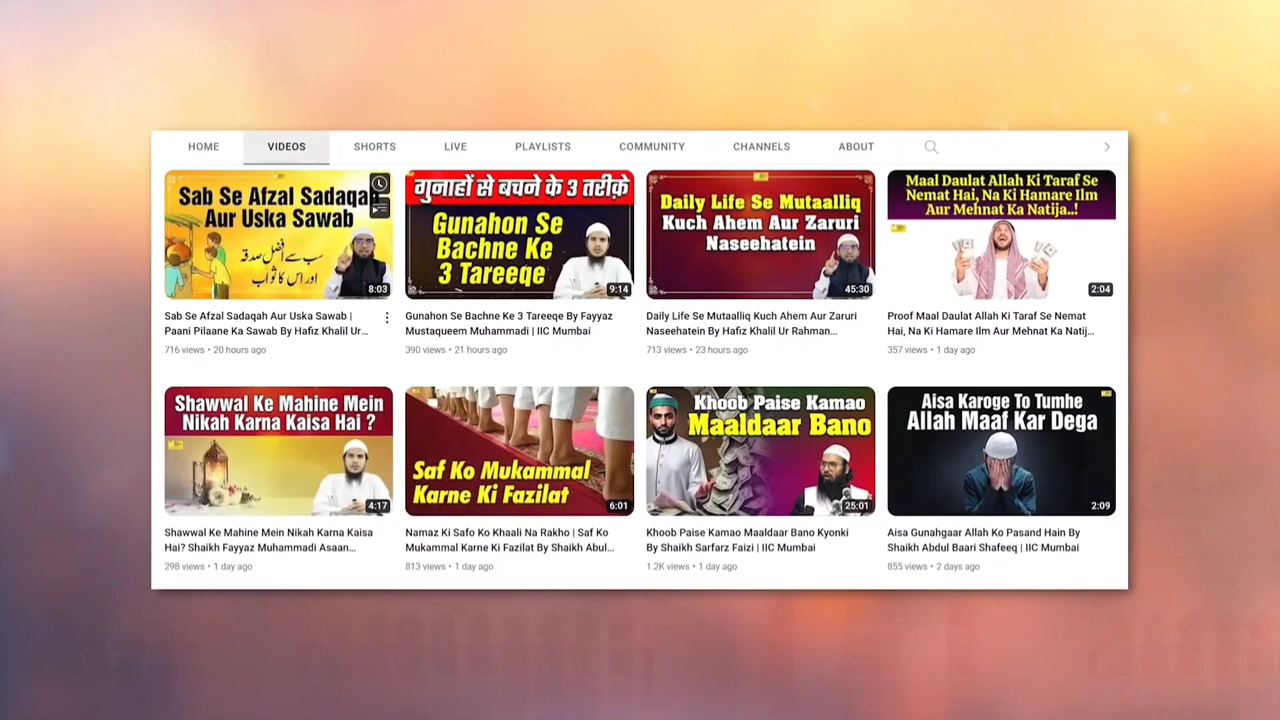 HOME
VIDEOS
SHORTS
LIVE
PLAYLISTS
COMMUNITY
CHANNELS
ABOUT
Sab Se Afzal Sadaqah
Aur Uska Sawab
سب سے افضل صدقہ
اور اس کا ثواب
8:03
Sab Se Afzal Sadaqah Aur Uska Sawab |
Paani Pilaane Ka Sawab By Hafiz Khalil Ur...
716 views • 20 hours ago
गुनाहों से बचने के 3 तरीक़े
Gunahon Se
Bachne Ke
3 Tareeqe
9:14
Gunahon Se Bachne Ke 3 Tareeqe By Fayyaz
Mustaqueem Muhammadi | IIC Mumbai
390 views • 21 hours ago
Daily Life Se Mutaalliq
Kuch Ahem Aur Zaruri
Naseehatein
45:30
Daily Life Se Mutaalliq Kuch Ahem Aur Zaruri
Naseehatein By Hafiz Khalil Ur Rahman...
713 views • 23 hours ago
Maal Daulat Allah Ki Taraf Se
Nemat Hai, Na Ki Hamare Ilm
Aur Mehnat Ka Natija..!
2:04
Proof Maal Daulat Allah Ki Taraf Se Nemat
Hai, Na Ki Hamare Ilm Aur Mehnat Ka Natij...
357 views • 1 day ago
Shawwal Ke Mahine Mein
Nikah Karna Kaisa Hai ?
4:17
Shawwal Ke Mahine Mein Nikah Karna Kaisa
Hai? Shaikh Fayyaz Muhammadi Asaan...
298 views • 1 day ago
Saf Ko Mukammal
Karne Ki Fazilat
6:01
Namaz Ki Safo Ko Khaali Na Rakho | Saf Ko
Mukammal Karne Ki Fazilat By Shaikh Abul...
813 views • 1 day ago
Khoob Paise Kamao
Maaldaar Bano
25:01
Khoob Paise Kamao Maaldaar Bano Kyonki
By Shaikh Sarfarz Faizi | IIC Mumbai
1.2K views • 1 day ago
Aisa Karoge To Tumhe
Allah Maaf Kar Dega
2:09
Aisa Gunahgaar Allah Ko Pasand Hain By
Shaikh Abdul Baari Shafeeq | IIC Mumbai
855 views • 2 days ago